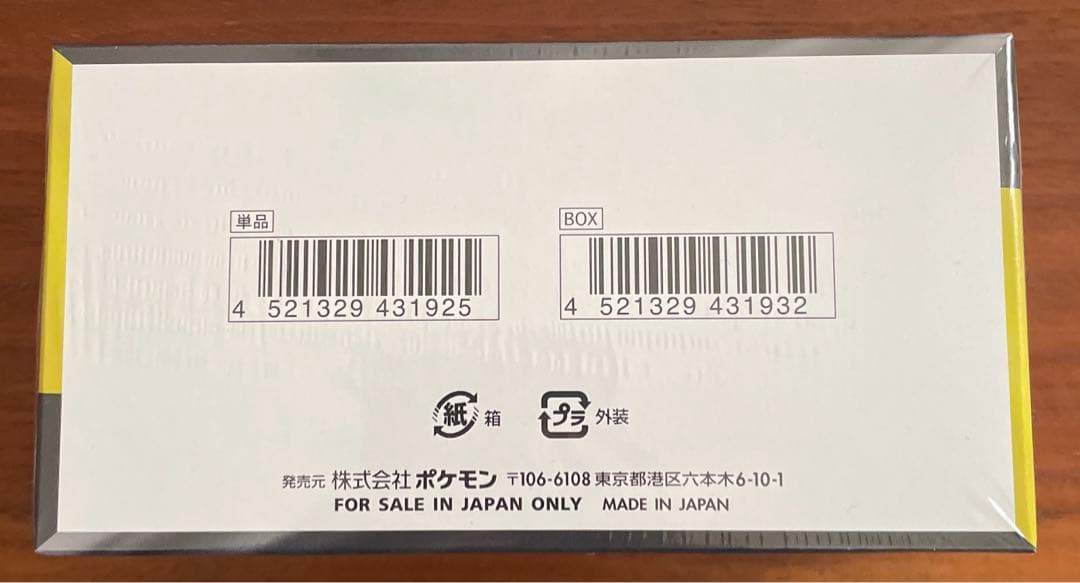 単品
BOX
4 521329 431925
4 521329 431932
紙 箱
プラ 外装
発売元 株式会社 ポケモン 〒106-6108 東京都港区六本木6-10-1
FOR SALE IN JAPAN ONLY MADE IN JAPAN